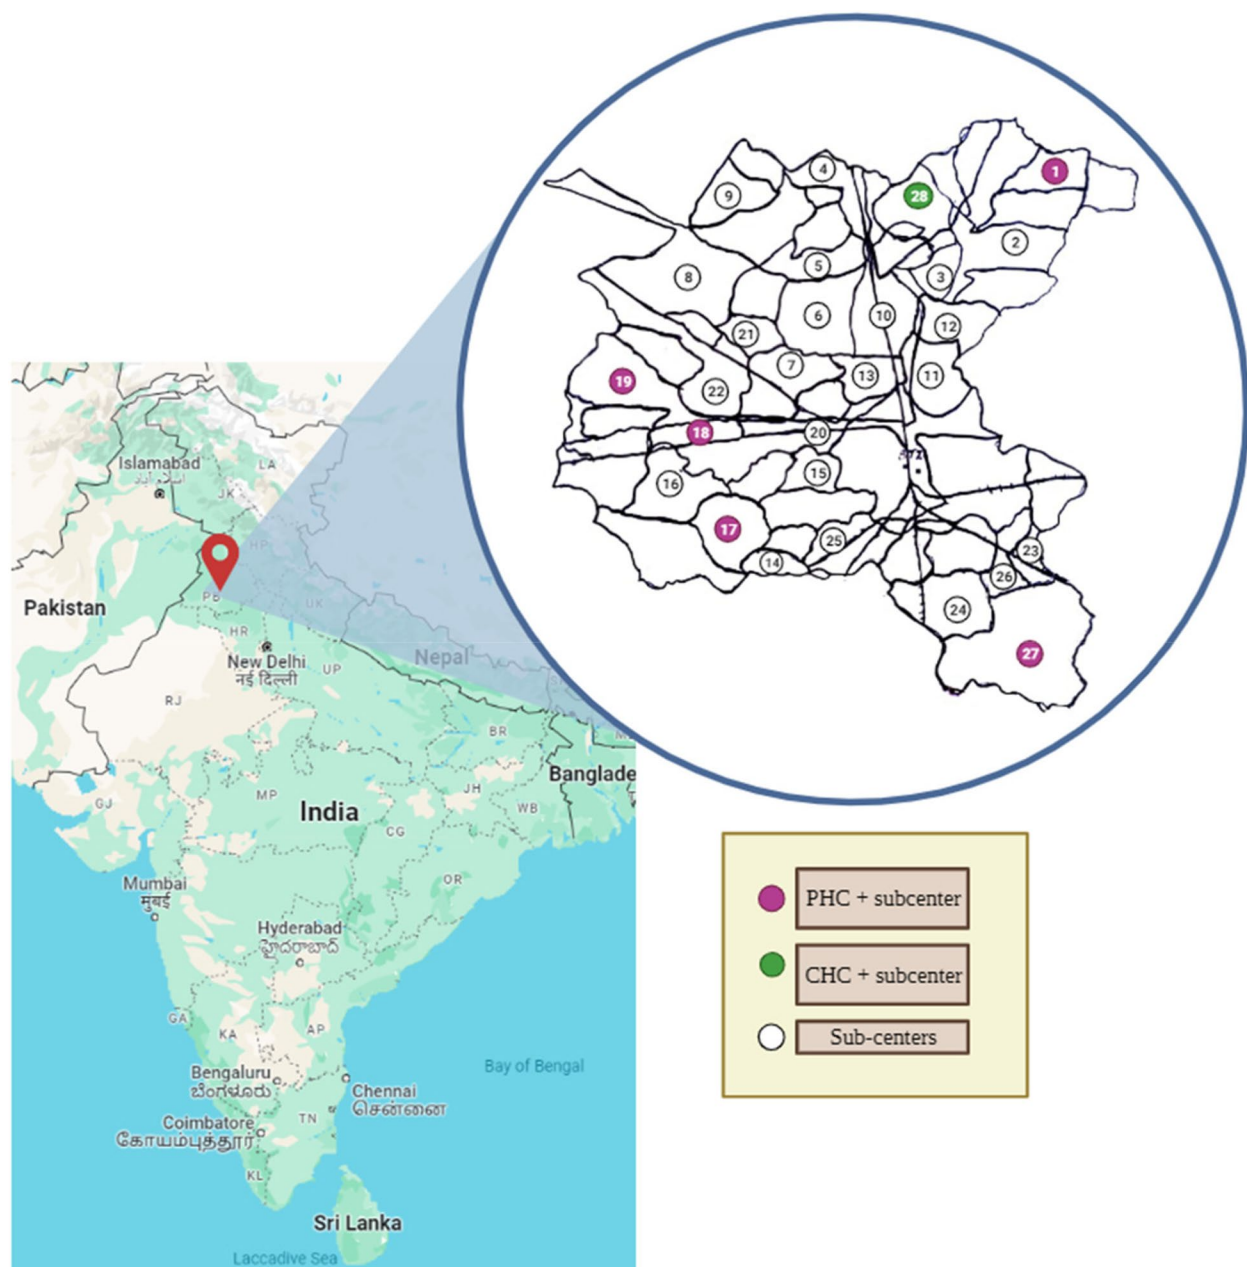 4
1
9
28
2
5
3
8
6
10
12
21
7
13
11
19
22
18
20
15
16
17
25
14
23
26
24
27
Islamabad
LA
JK
HP
Pakistan
PB
UK
HR
New Delhi
नई दिल्ली
UP
Nepal
RJ
BR
Banglade
GJ
MP
India
JH
WB
CG
Mumbai
मुंबई
OR
Hyderabad
హైదరాబాద్
GA
KA
AP
Bay of Bengal
Bengaluru
ಬೆಂಗಳೂರು
Chennai
சென்னை
Coimbatore
கோயம்புத்தூர்
TN
KL
Sri Lanka
Laccadive Sea
PHC + subcenter
CHC + subcenter
Sub-centers